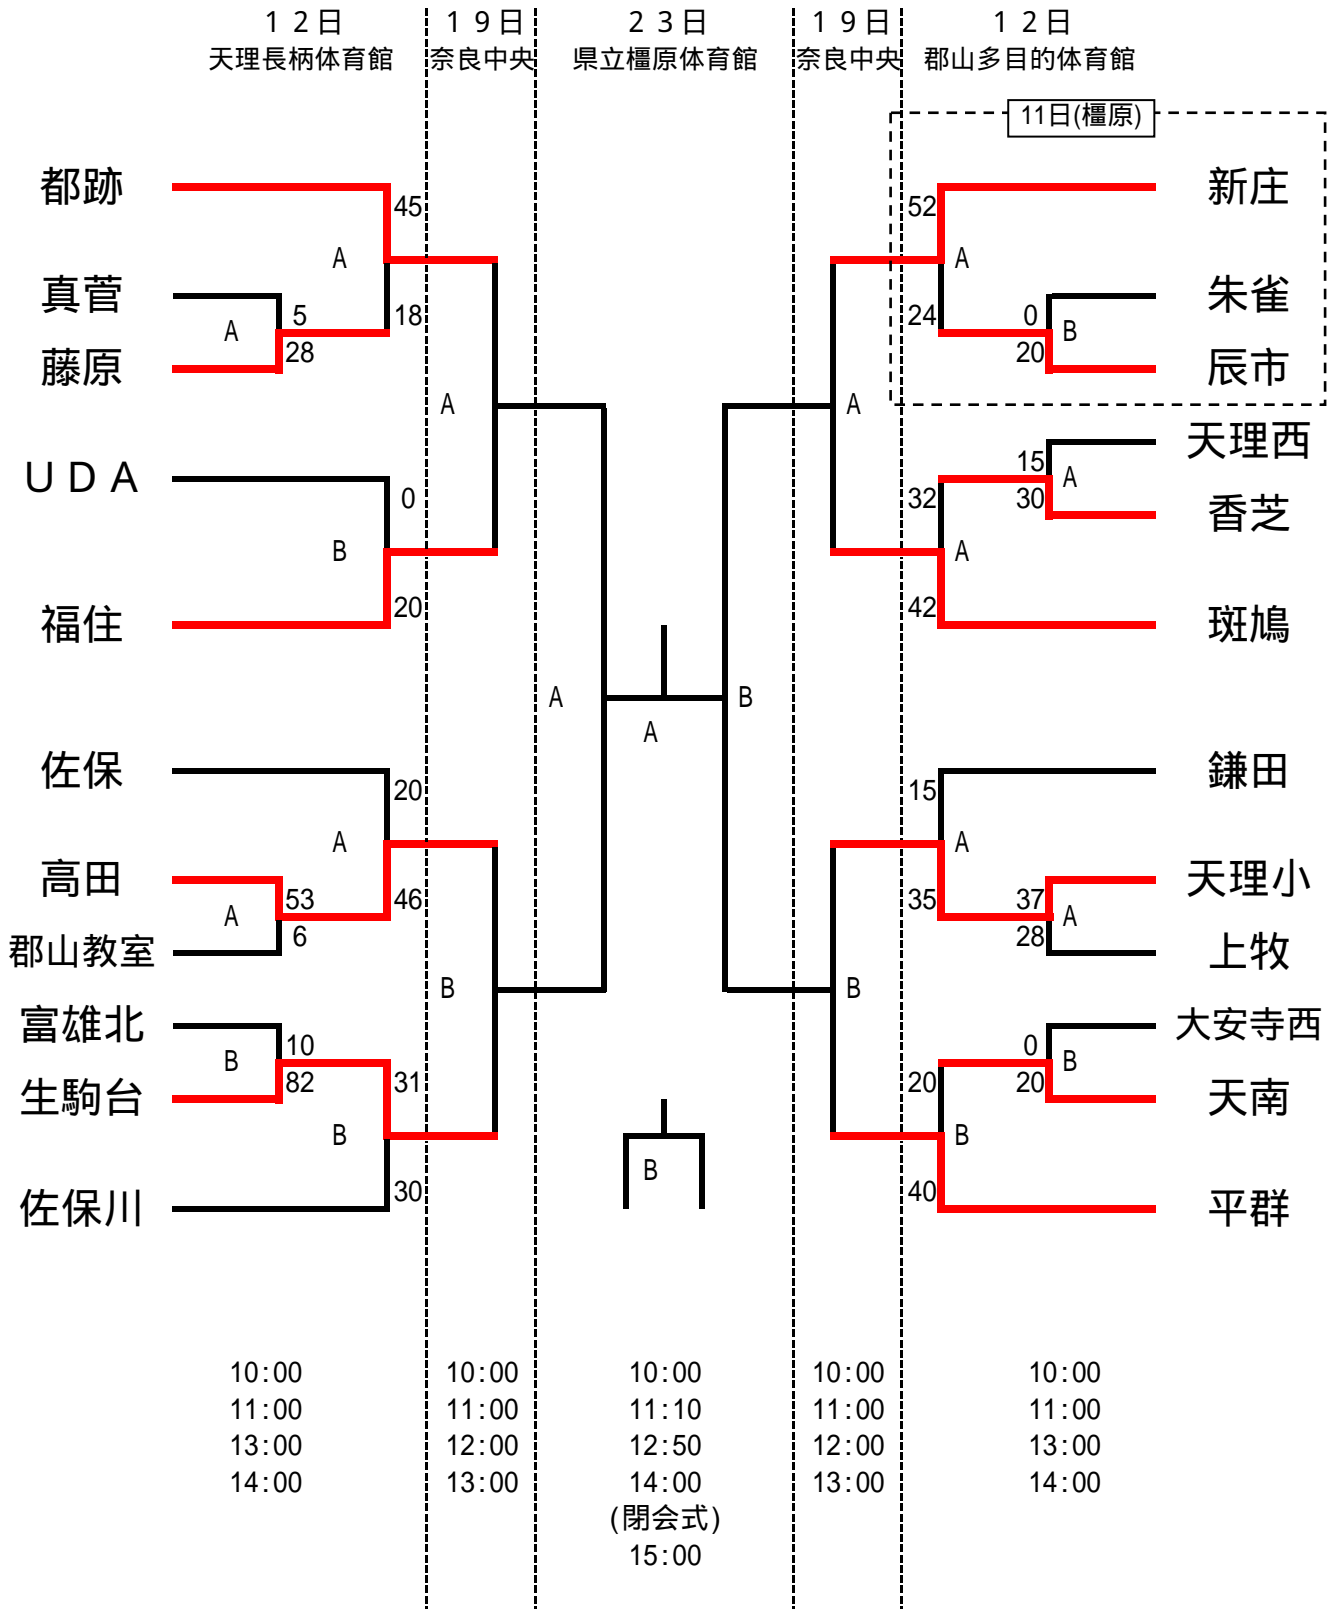 １２日 １９日 ２３日 １９日 １２日
天理長柄体育館 奈良中央 県立橿原体育館 奈良中央 郡山多目的体育館
11日(橿原)
都跡 45 52 新庄
A A
真菅 5 18 24 0 朱雀
A B
藤原 28 20 辰市
A A
天理西
ＵＤＡ 0 32 15 A
30 香芝
B A
福住 20 42 斑鳩
A B
A
佐保 20 15 鎌田
A A
高田 53 46 35 37 天理小
A A
郡山教室 6 28 上牧
B B
富雄北 10 0 大安寺西
B B
生駒台 82 31 20 20 天南
B B
B
佐保川 30 40 平群
10:00 10:00 10:00 10:00 10:00
11:00 11:00 11:10 11:00 11:00
13:00 12:00 12:50 12:00 13:00
14:00 13:00 14:00 13:00 14:00
(閉会式)
15:00